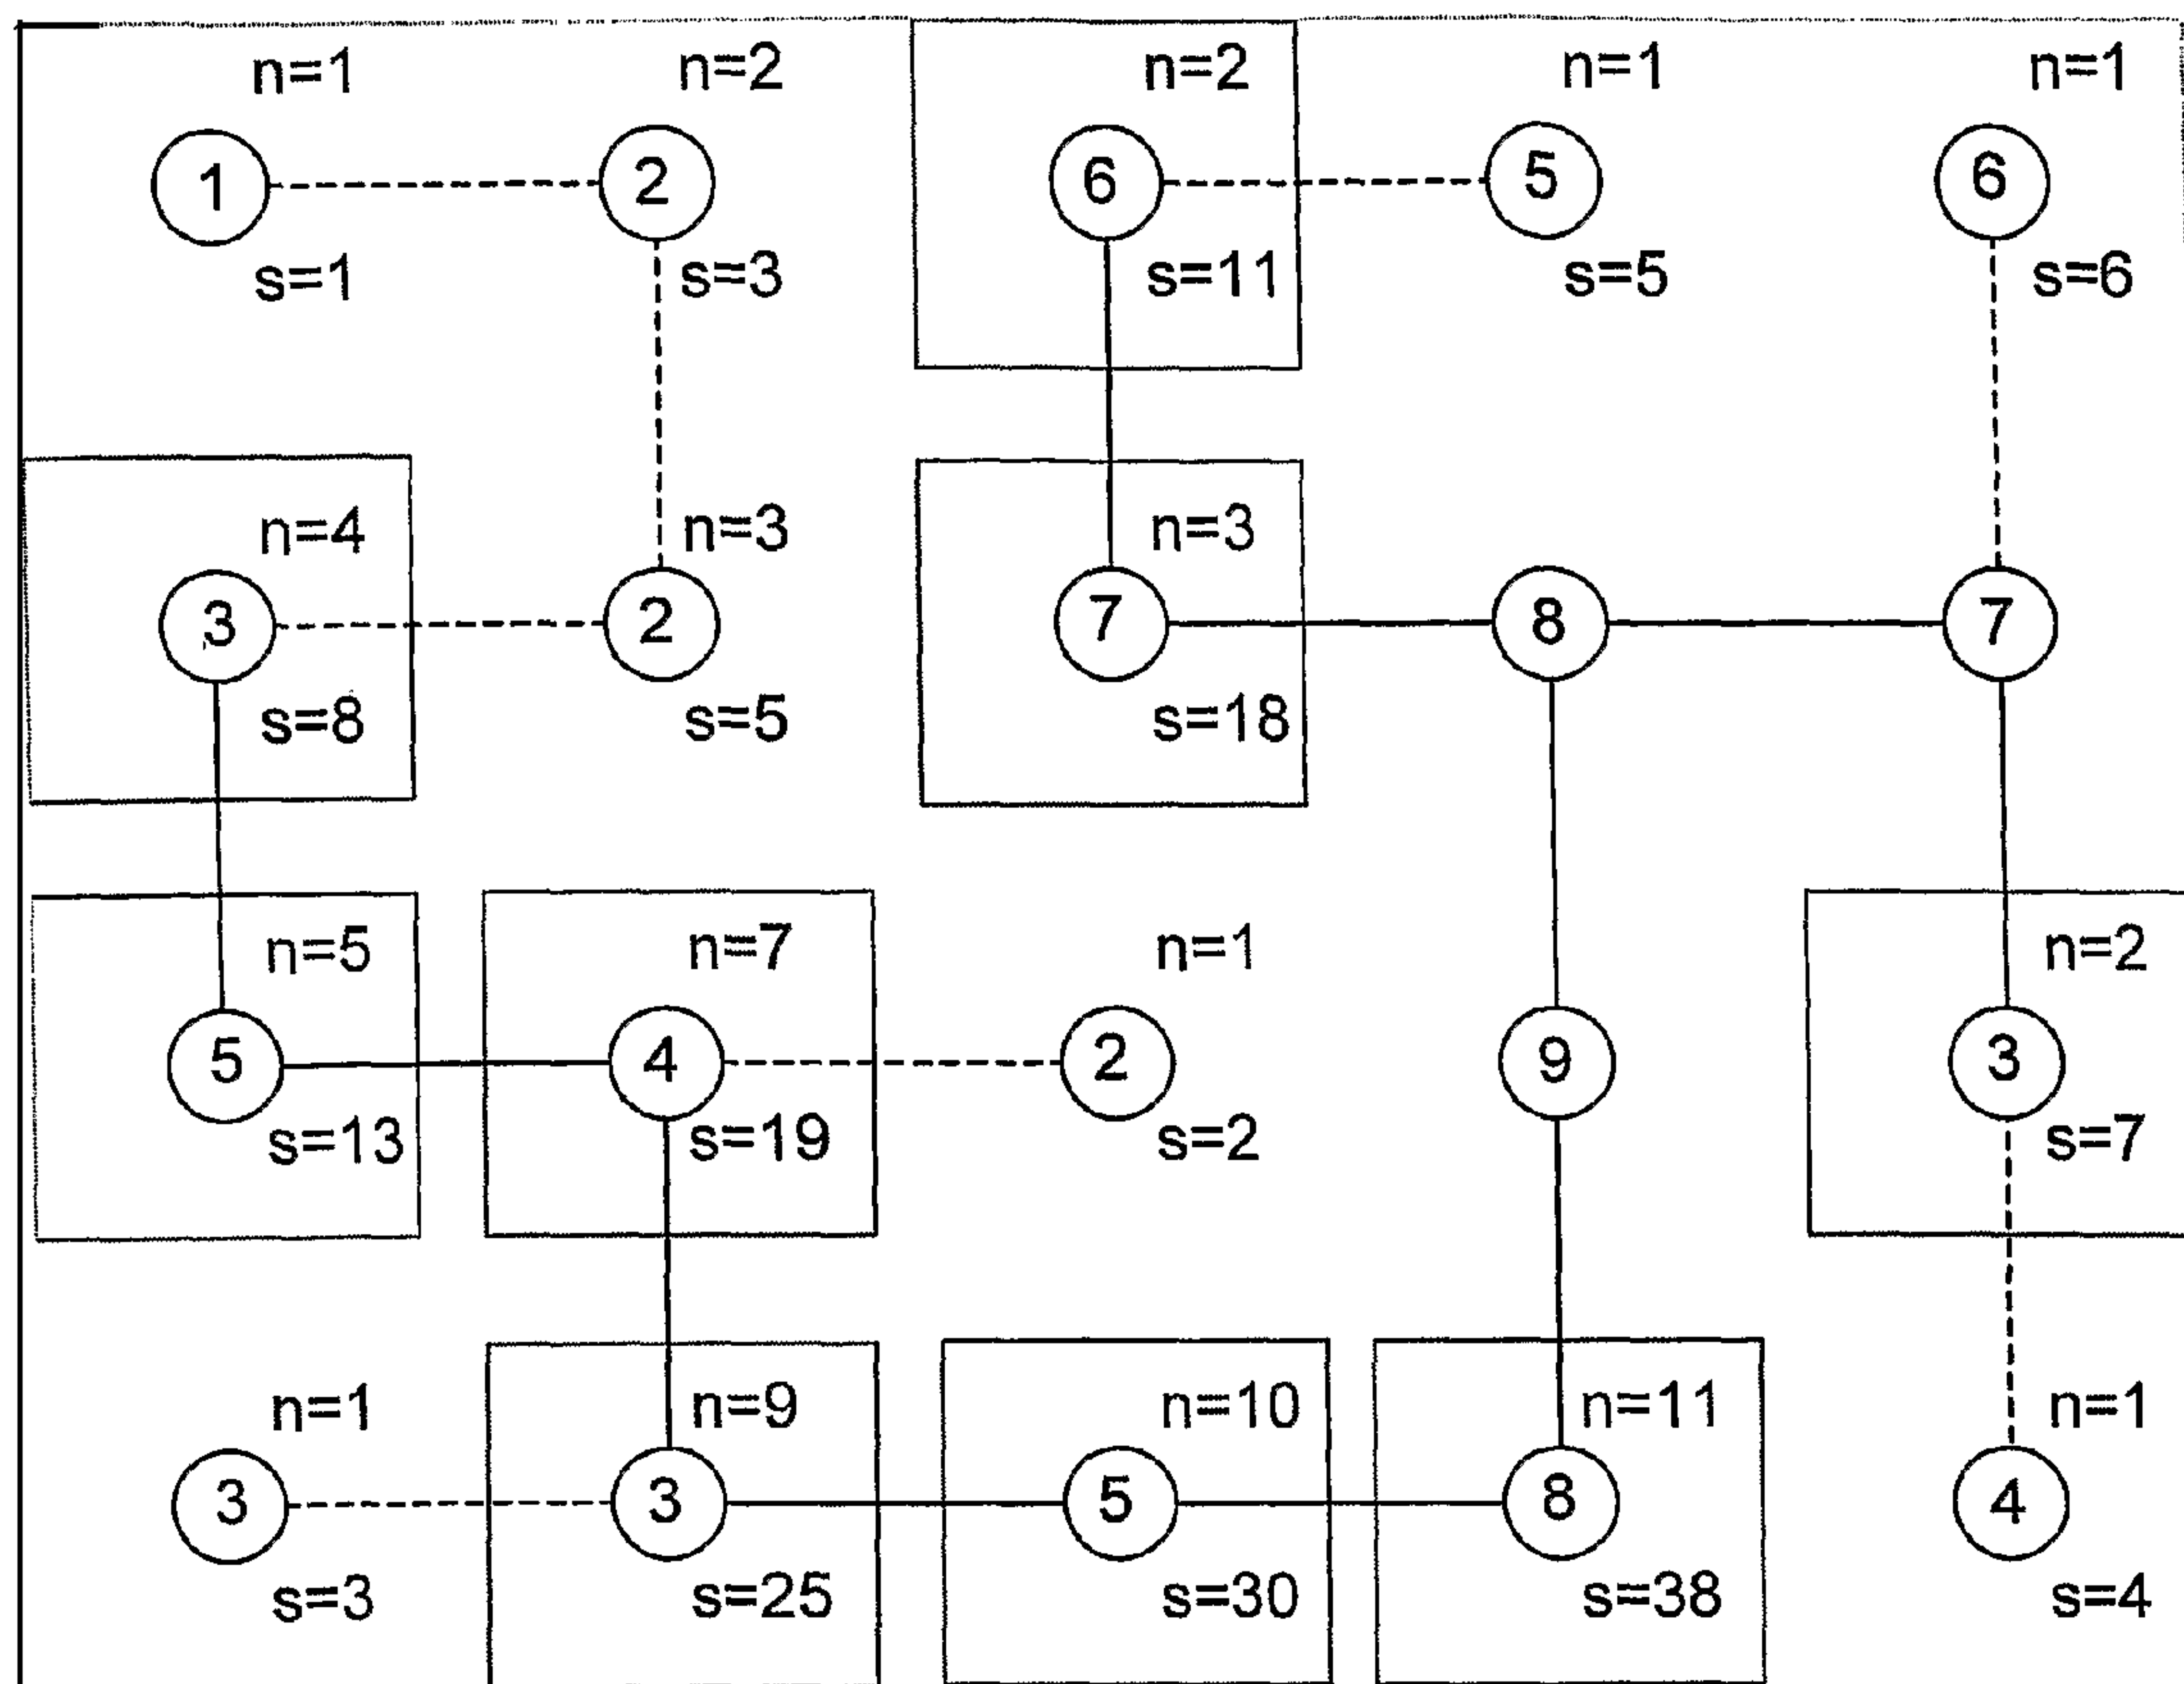 n=1 n=2 n=2 n=1 n=1
1 2 6 5 6
s=1 s=3 s=11 s=5 s=6
n=4 n=3 n=3
3 2 7 8 7
s=8 s=5 s=18
n=5 n=7 n=1 n=2
5 4 2 9 3
s=13 s=19 s=2 s=7
n=1 n=9 n=10 n=11 n=1
3 3 5 8 4
s=3 s=25 s=30 s=38 s=4